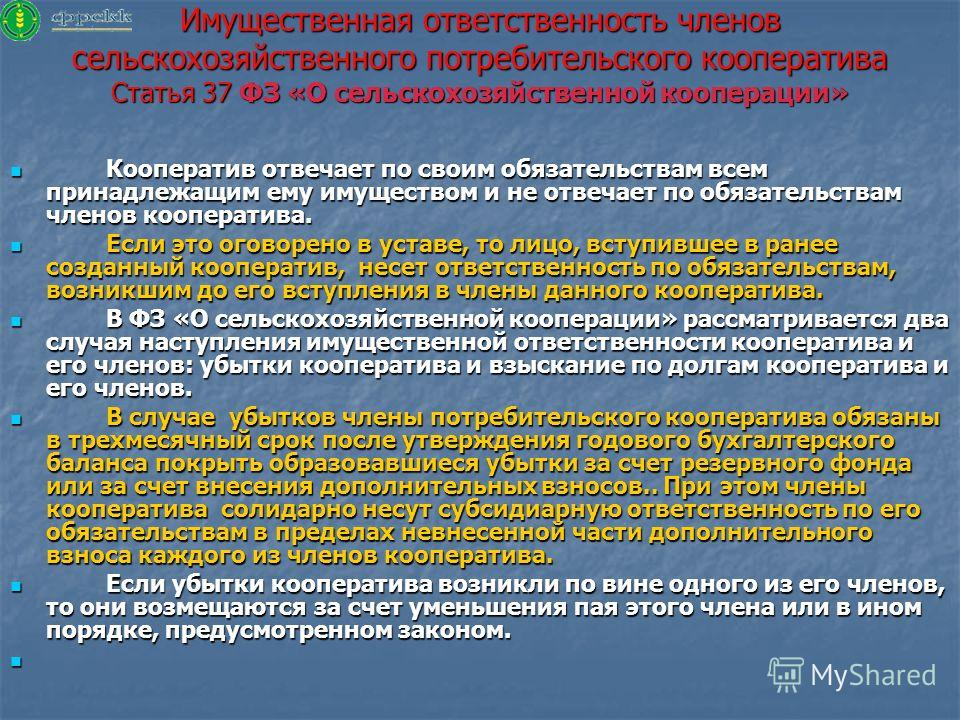 фрсикк
Имущественная ответственность членов
сельскохозяйственного потребительского кооператива
Статья 37 ФЗ «О сельскохозяйственной кооперации»
Кооператив отвечает по своим обязательствам всем
принадлежащим ему имуществом и не отвечает по обязательствам
членов кооператива.
Если это оговорено в уставе, то лицо, вступившее в ранее
созданный кооператив, несет ответственность по обязательствам,
возникшим до его вступления в члены данного кооператива.
В ФЗ «О сельскохозяйственной кооперации» рассматривается два
случая наступления имущественной ответственности кооператива и
его членов: убытки кооператива и взыскание по долгам кооператива и
его членов.
В случае убытков члены потребительского кооператива обязаны
в трехмесячный срок после утверждения годового бухгалтерского
баланса покрыть образовавшиеся убытки за счет резервного фонда
или за счет внесения дополнительных взносов.. При этом члены
кооператива солидарно несут субсидиарную ответственность по его
обязательствам в пределах невнесенной части дополнительного
взноса каждого из членов кооператива.
Если убытки кооператива возникли по вине одного из его членов,
то они возмещаются за счет уменьшения пая этого члена или в ином
порядке, предусмотренном законом.
MyShared